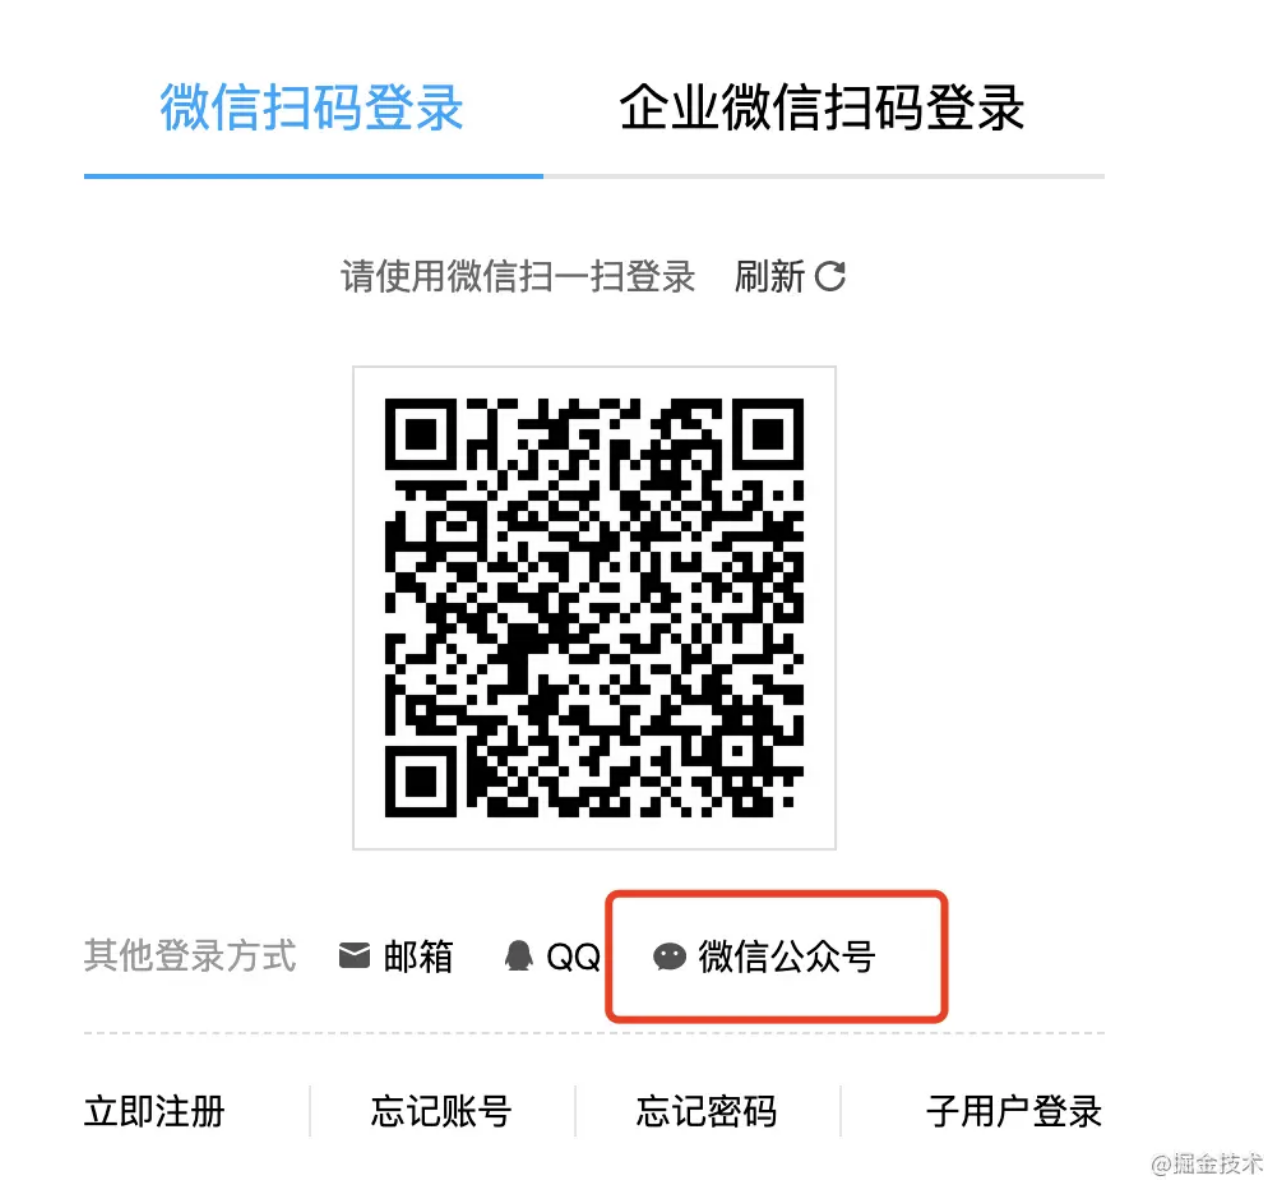 微信扫码登录 企业微信扫码登录
请使用微信扫一扫登录 刷新
其他登录方式 邮箱 QQ 微信公众号
立即注册 忘记账号 忘记密码 子用户登录
@掘金技术